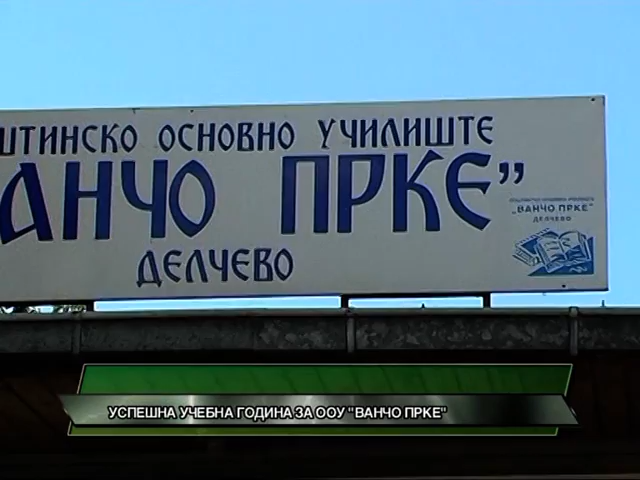 ШТИНСКО ОСНОВНО УЧИЛИШТЕ
АНЧО ПРКЕ”
ДЕЛЧЕВО
„ВАНЧО ПРКЕ“
ДЕЛЧЕВО
УСПЕШНА УЧЕБНА ГОДИНА ЗА ООУ "ВАНЧО ПРКЕ"